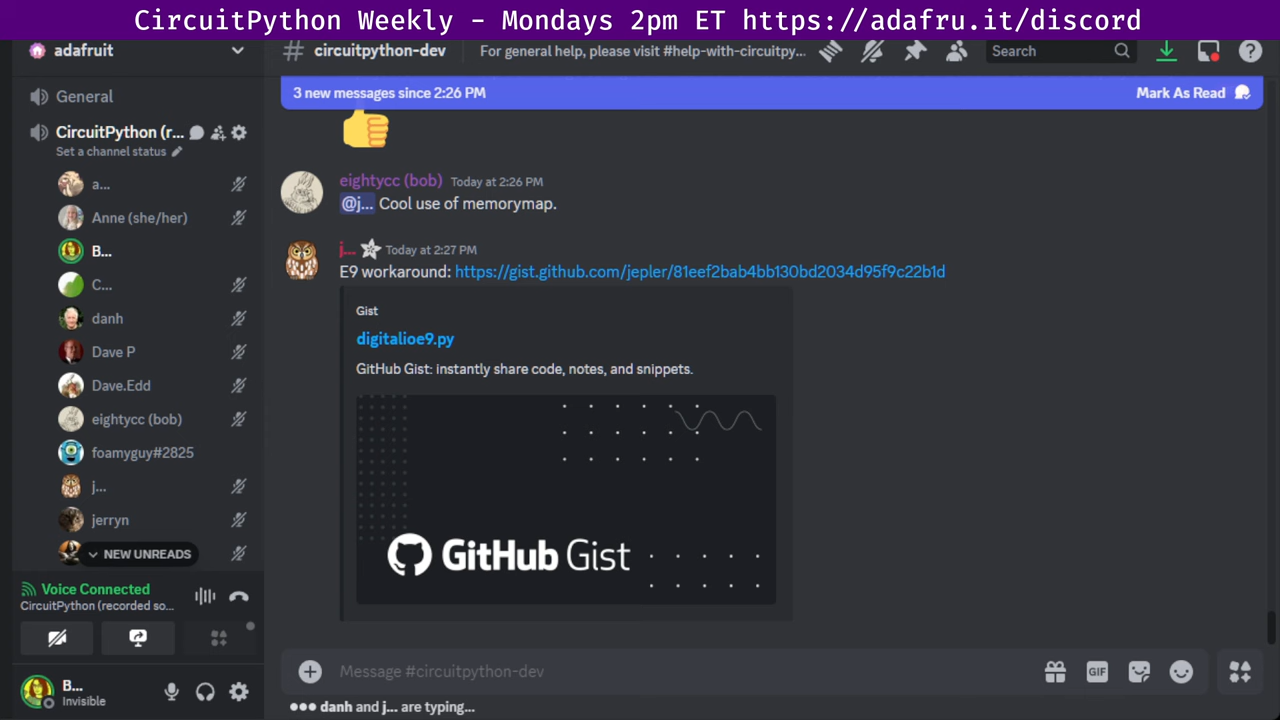 CircuitPython Weekly - Mondays 2pm ET https://adafru.it/discord
adafruit
circuitpython-dev
For general help, please visit #help-with-circuitpy...
Search
3 new messages since 2:26 PM
Mark As Read
General
CircuitPython (r...
Set a channel status
a...
Anne (she/her)
B...
C...
danh
Dave P
Dave.Edd
eightycc (bob)
foamyguy#2825
j...
jerryn
NEW UNREADS
Voice Connected
CircuitPython (recorded so...
B...
Invisible
eightycc (bob) Today at 2:26 PM
@j... Cool use of memorymap.
j... Today at 2:27 PM
E9 workaround: https://gist.github.com/jepler/81eef2bab4bb130bd2034d95f9c22b1d
Gist
digitalioe9.py
GitHub Gist: instantly share code, notes, and snippets.
GitHub Gist
Message #circuitpython-dev
GIF
danh and j... are typing...